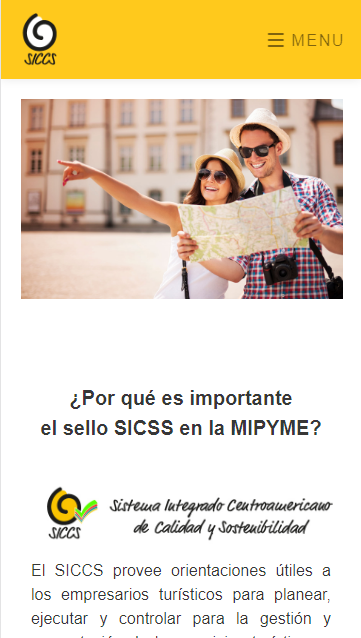 SICCS
MENU
¿Por qué es importante
el sello SICSS en la MIPYME?
SICCS
Sistema Integrado Centroamericano
de Calidad y Sostenibilidad
El SICCS provee orientaciones útiles a
los empresarios turísticos para planear,
ejecutar y controlar para la gestión y